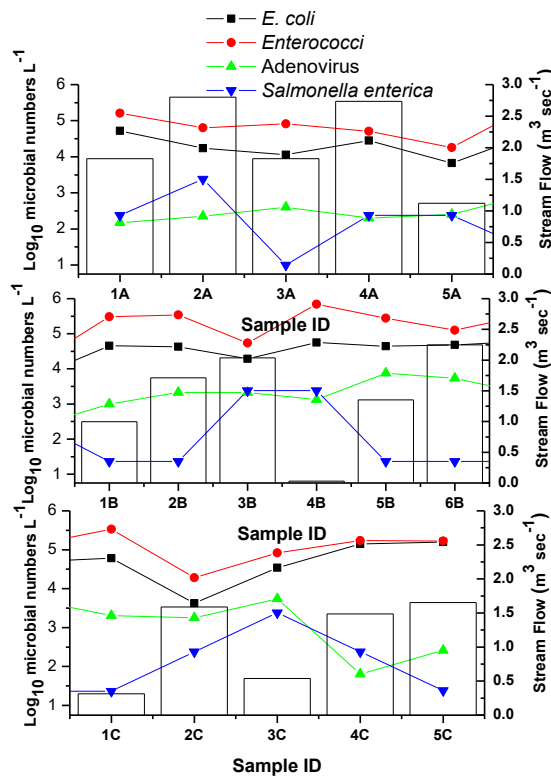 E. coli
Enterococci
Adenovirus
Salmonella enterica
Log10 microbial numbers L-1
6
5
4
3
2
1
3.0
2.5
2.0
1.5
1.0
0.5
0.0
Stream Flow (m3 sec-1)
1A 2A 3A 4A 5A
Sample ID
Log10 microbial numbers L-1
6
5
4
3
2
1
3.0
2.5
2.0
1.5
1.0
0.5
0.0
Stream Flow (m3 sec-1)
1B 2B 3B 4B 5B 6B
Sample ID
Log10 microbial numbers L-1
6
5
4
3
2
1
3.0
2.5
2.0
1.5
1.0
0.5
0.0
Stream Flow (m3 sec-1)
1C 2C 3C 4C 5C
Sample ID